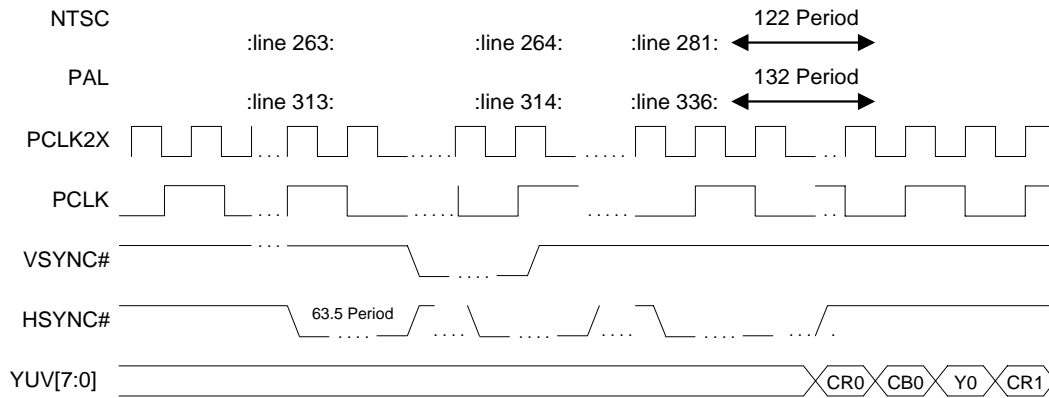 NTSC
122 Period
:line 263: :line 264: :line 281:
PAL
132 Period
:line 313: :line 314: :line 336:
PCLK2X
PCLK
VSYNC#
HSYNC#
63.5 Period
YUV[7:0]
CR0 CB0 Y0 CR1